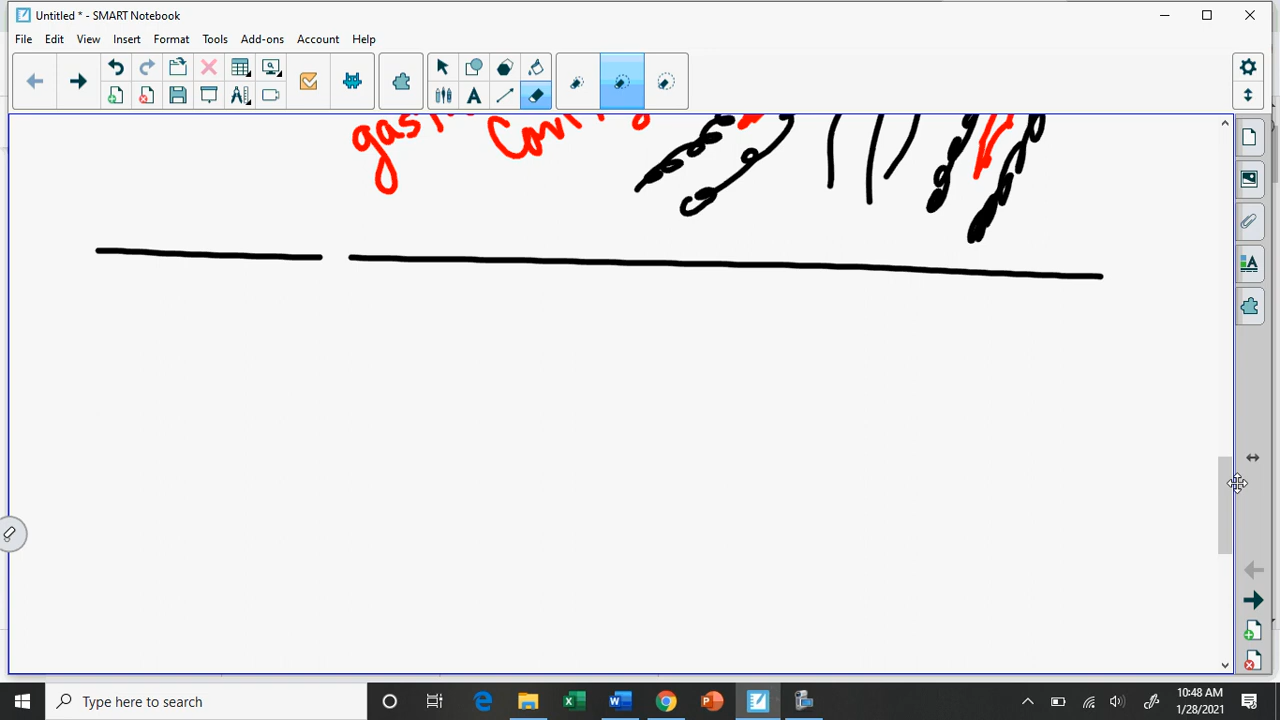 Untitled * - SMART Notebook
File Edit View Insert Format Tools Add-ons Account Help
Type here to search
10:48 AM
1/28/2021